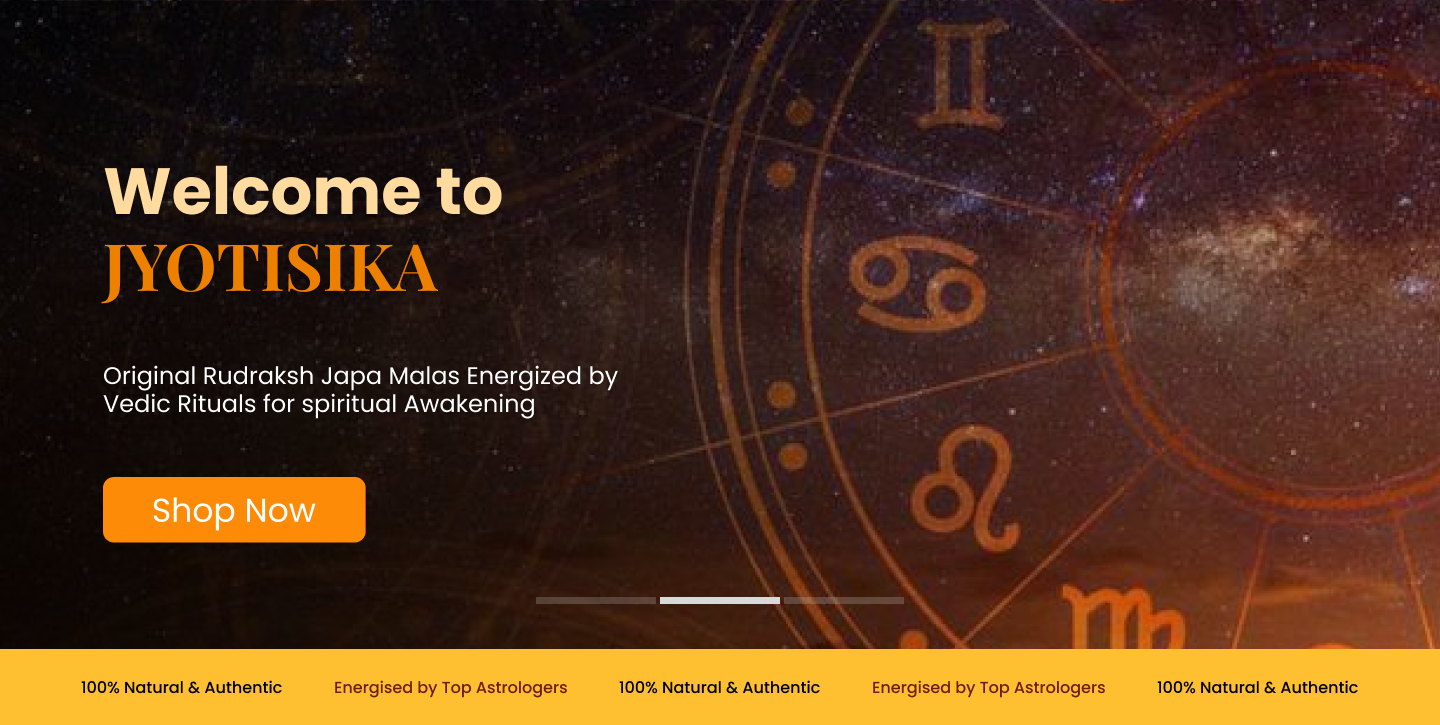 Welcome to
JYOTISIKA
Original Rudraksh Japa Malas Energized by
Vedic Rituals for spiritual Awakening
Shop Now
100% Natural & Authentic Energised by Top Astrologers 100% Natural & Authentic Energised by Top Astrologers 100% Natural & Authentic